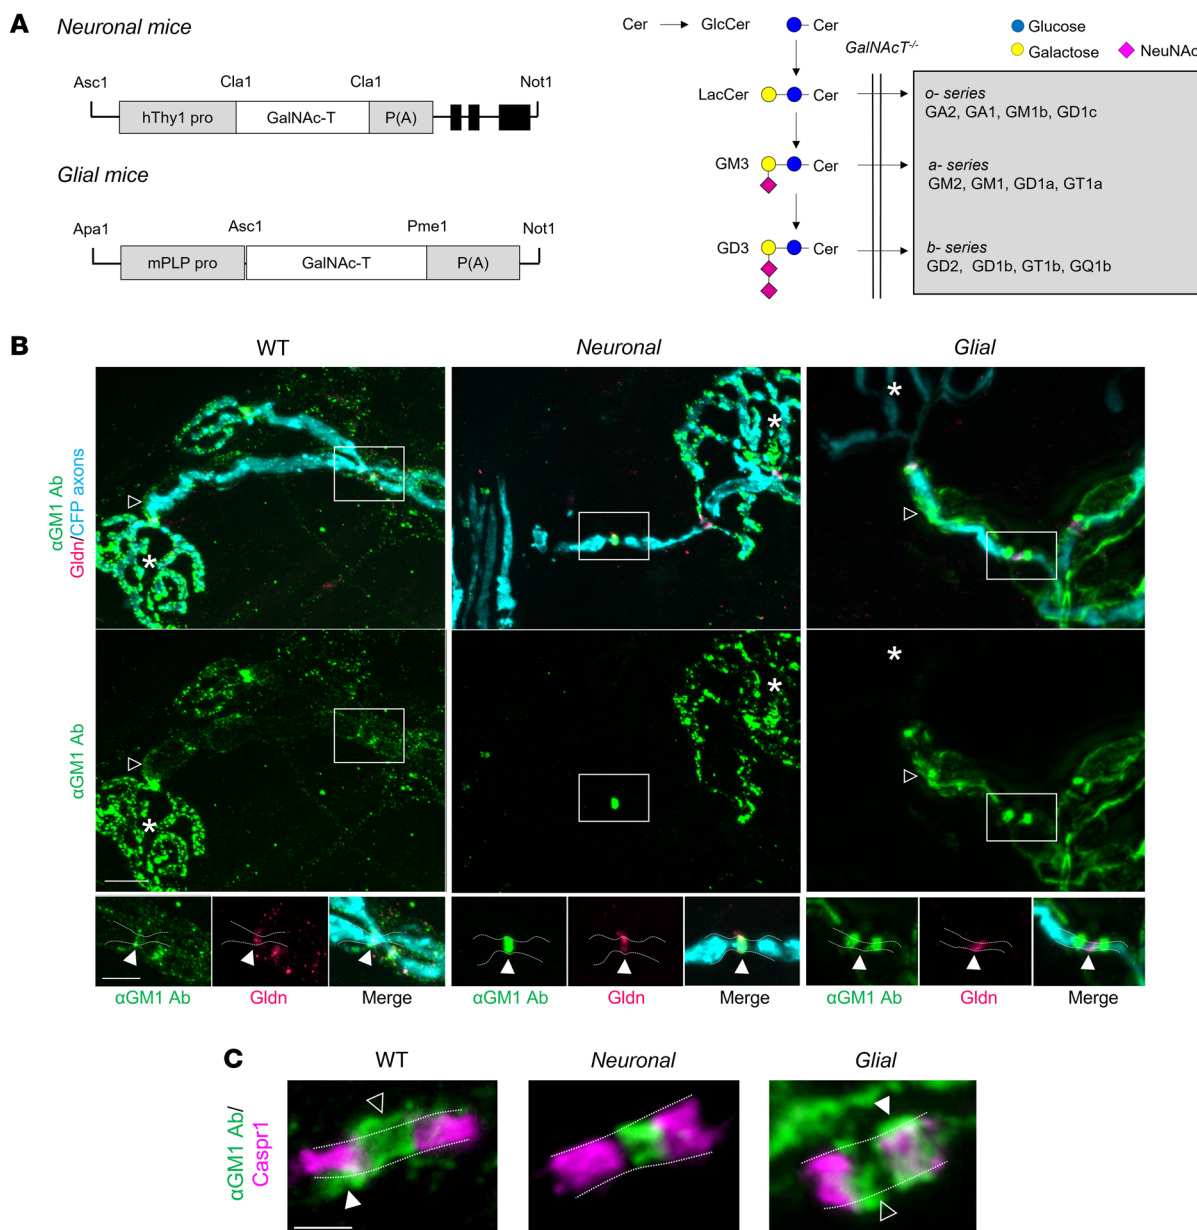 A
Neuronal mice
Asc1 Cla1 Cla1 Not1
hThy1 pro GalNAc-T P(A)
Glial mice
Apa1 Asc1 Pme1 Not1
mPLP pro GalNAc-T P(A)
Cer GlcCer Cer
GalNAcT-/-
Glucose
Galactose NeuNAc
LacCer Cer
o- series
GA2, GA1, GM1b, GD1c
GM3 Cer
a- series
GM2, GM1, GD1a, GT1a
GD3 Cer
b- series
GD2, GD1b, GT1b, GQ1b
B
WT Neuronal Glial
αGM1 Ab
Gldn/CFP axons
*
*
*
αGM1 Ab
*
*
*
αGM1 Ab Gldn Merge αGM1 Ab Gldn Merge αGM1 Ab Gldn Merge
C
WT Neuronal Glial
αGM1 Ab/
Caspr1